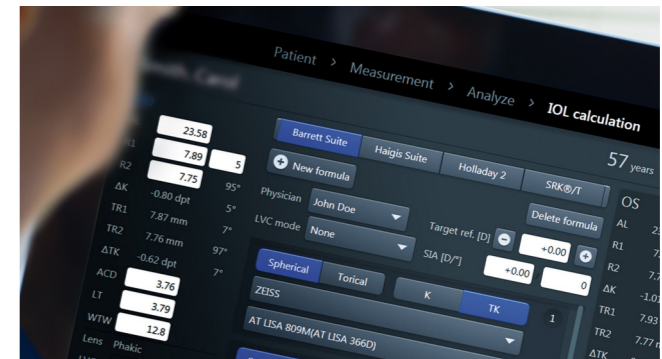 Patient > Measurement > Analyze > IOL calculation
57 years
23.58
R1 7.89 5
R2 7.75 95°
ΔK -0.80 dpt 5°
TR1 7.87 mm 7°
TR2 7.76 mm 97°
ΔTK -0.62 dpt 7°
ACD 3.76
LT 3.79
WTW 12.8
Lens Phakic
Barrett Suite Haigis Suite Holladay 2 SRK®/T
+ New formula Delete formula
Physician John Doe Target ref. [D] - +0.00 +
LVC mode None SIA [D/°] +0.00 0
Spherical Torical K TK 1
ZEISS
AT LISA 809M(AT LISA 366D)
OS
AL
R1
R2
ΔK -1.01
TR1 7.93
TR2 7.77